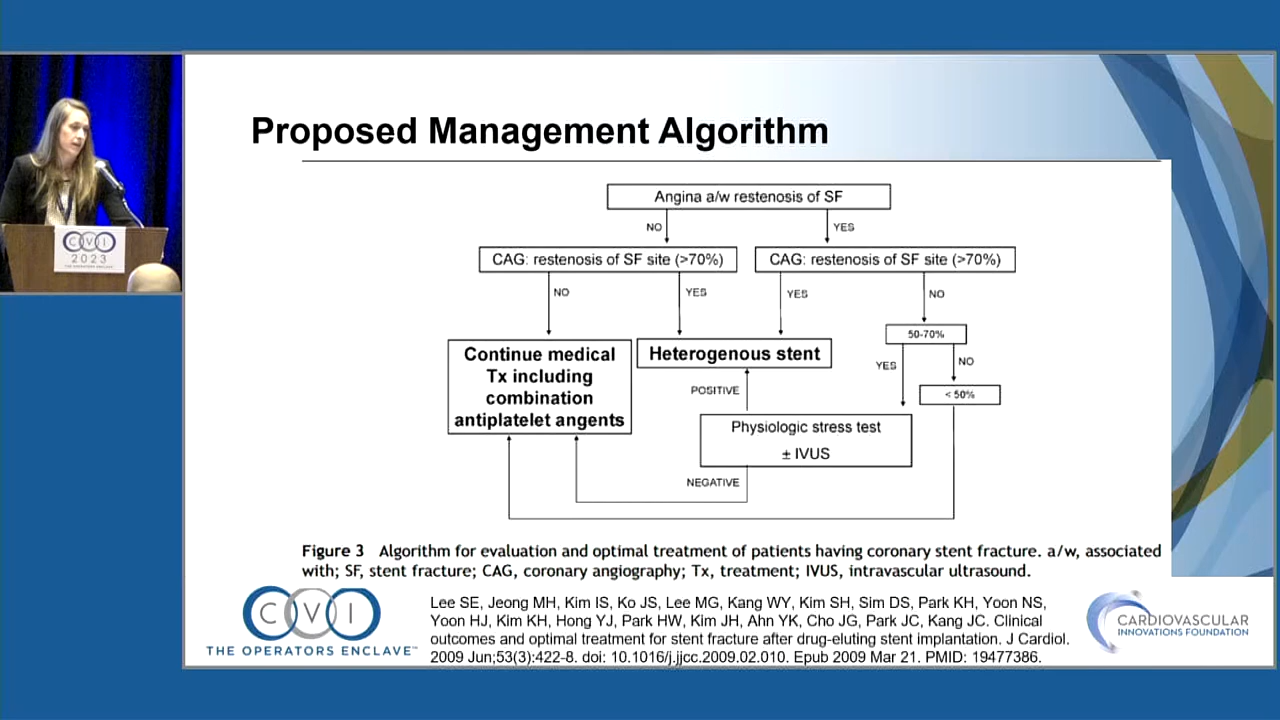 Proposed Management Algorithm
Angina a/w restenosis of SF
NO
YES
CAG: restenosis of SF site (>70%)
CAG: restenosis of SF site (>70%)
NO
YES
YES
NO
50-70%
Continue medical
Tx including
combination
antiplatelet angents
Heterogenous stent
YES
NO
POSITIVE
< 50%
Physiologic stress test
± IVUS
NEGATIVE
Figure 3 Algorithm for evaluation and optimal treatment of patients having coronary stent fracture. a/w, associated
with; SF, stent fracture; CAG, coronary angiography; Tx, treatment; IVUS, intravascular ultrasound.
CVI
THE OPERATORS ENCLAVE™
Lee SE, Jeong MH, Kim IS, Ko JS, Lee MG, Kang WY, Kim SH, Sim DS, Park KH, Yoon NS,
Yoon HJ, Kim KH, Hong YJ, Park HW, Kim JH, Ahn YK, Cho JG, Park JC, Kang JC. Clinical
outcomes and optimal treatment for stent fracture after drug-eluting stent implantation. J Cardiol.
2009 Jun;53(3):422-8. doi: 10.1016/j.jjcc.2009.02.010. Epub 2009 Mar 21. PMID: 19477386.
CARDIOVASCULAR
INNOVATIONS FOUNDATION
CVI
2023
THE OPERATORS ENCLAVE